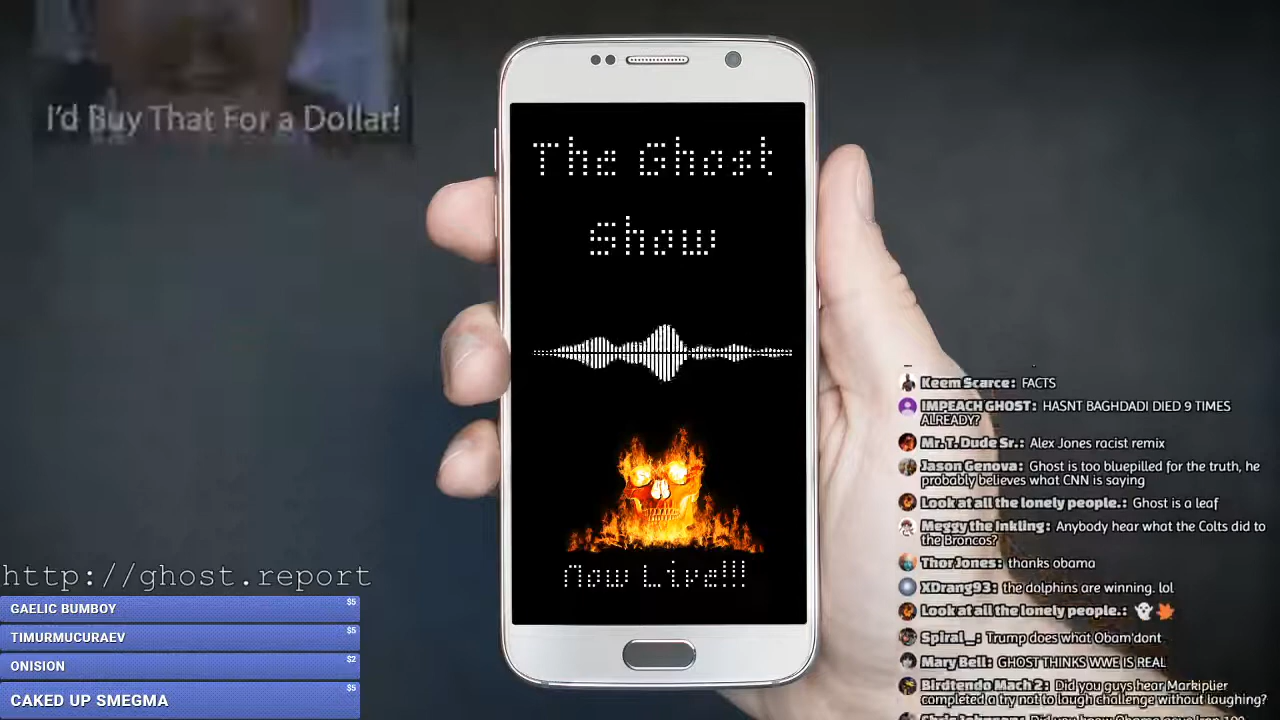 I'd Buy That For a Dollar!
The Ghost
Show
Now Live!!!
http://ghost.report
GAELIC BUMBOY $5
TIMURMUCURAEV $5
ONISION $2
CAKED UP SMEGMA $5
Keem Scarce: FACTS
IMPEACH GHOST: HASNT BAGHDADI DIED 9 TIMES
ALREADY?
Mr. T. Dude Sr.: Alex Jones racist remix
Jason Genova: Ghost is too bluepilled for the truth, he
probably believes what CNN is saying
Look at all the lonely people.: Ghost is a leaf
Meggy the Inkling: Anybody hear what the Colts did to
the Broncos?
Thor Jones: thanks obama
XDrang93: the dolphins are winning. lol
Look at all the lonely people.: 👻🍁
Spiral_: Trump does what Obam'dont
Mary Bell: GHOST THINKS WWE IS REAL
Birdtendo Mach 2: Did you guys hear Markiplier
completed a try not to laugh challenge without laughing?